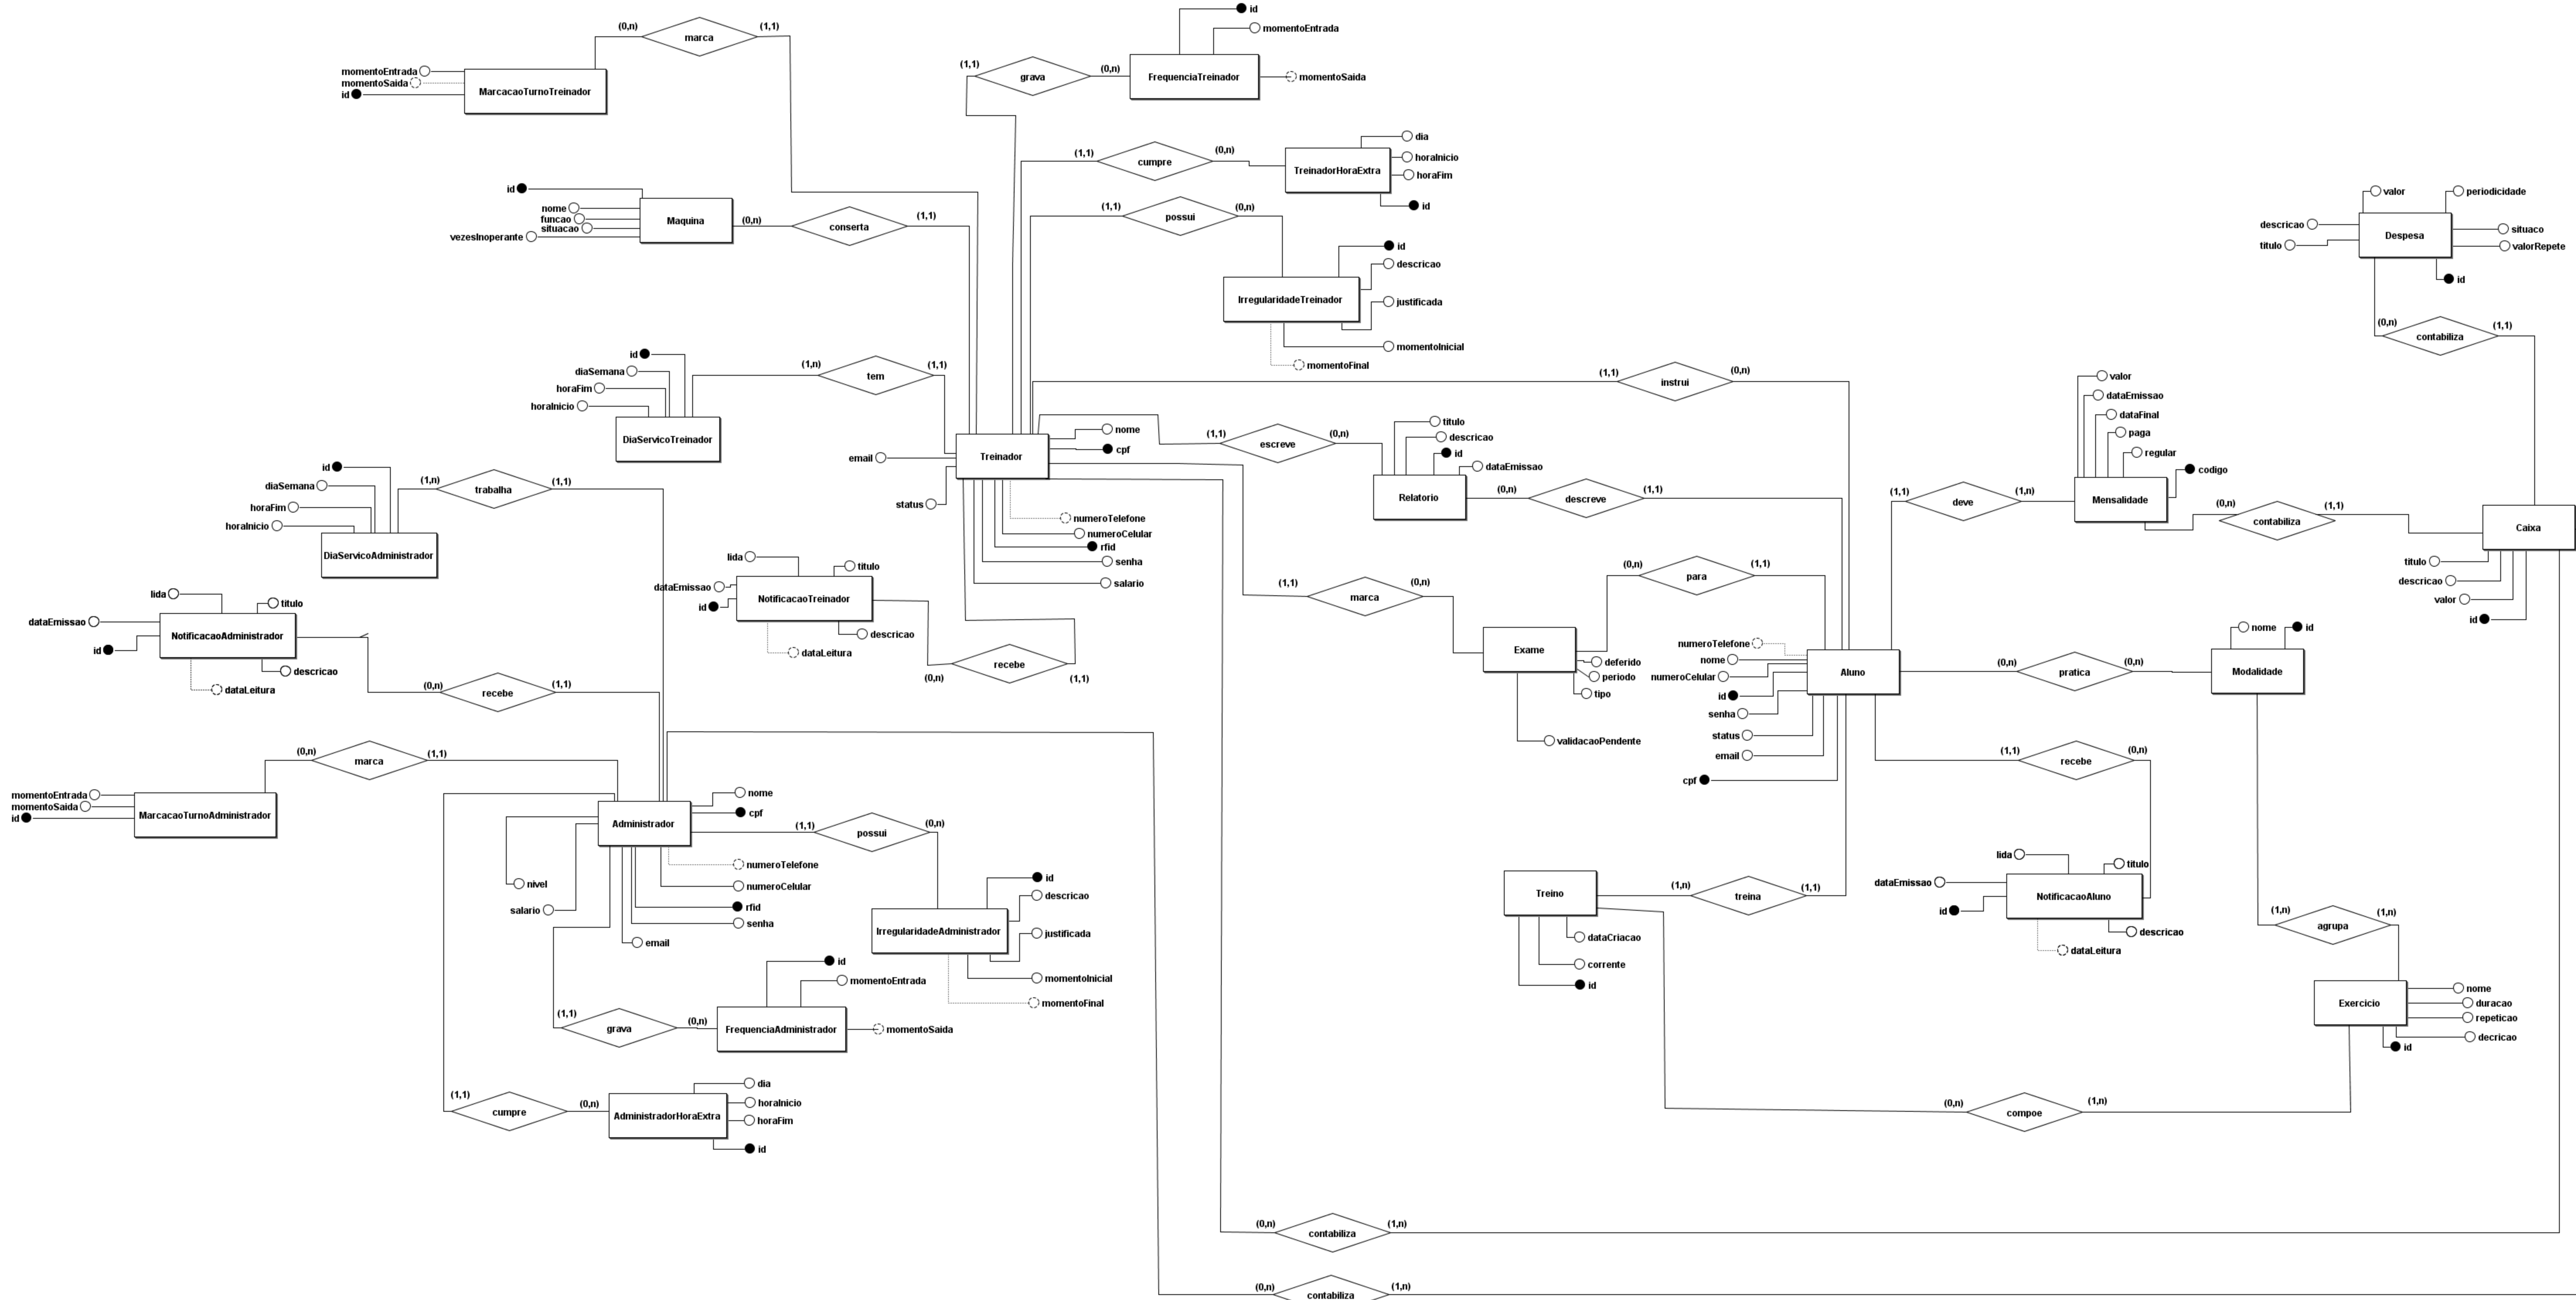 id
momentoEntrada
(0,n) marca (1,1)
(1,1) grava (0,n) FrequenciaTreinador momentoSaida
momentoEntrada
momentoSaida
id
MarcacaoTurnoTreinador
dia
(1,1) cumpre (0,n) TreinadorHoraExtra
horaInicio
horaFim
id
id
nome
funcao
situacao
vezesInoperante
Maquina
(0,n) conserta (1,1)
(1,1) possui (0,n)
id
descricao
IrregularidadeTreinador
justificada
momentoInicial
momentoFinal
valor
periodicidade
descricao
titulo
Despesa
situaco
valorRepete
id
(0,n) contabiliza (1,1)
id
diaSemana
horaFim
horaInicio
(1,n) tem (1,1)
DiaServicoTreinador
(1,1) instrui (0,n)
valor
dataEmissao
dataFinal
paga
regular
codigo
(1,1) deve (1,n) Mensalidade
(0,n) contabiliza (1,1)
Caixa
titulo
descricao
valor
id
nome
cpf
email
Treinador
status
numeroTelefone
numeroCelular
rfid
senha
salario
(1,1) escreve (0,n)
titulo
descricao
id
dataEmissao
Relatorio
(0,n) descreve (1,1)
id
diaSemana
horaFim
horaInicio
(1,n) trabalha (1,1)
DiaServicoAdministrador
lida
titulo
dataEmissao
id
NotificacaoTreinador
descricao
dataLeitura
(0,n) recebe (1,1)
(1,1) marca (0,n)
(0,n) para (1,1)
Exame
deferido
periodo
tipo
validacaoPendente
lida
titulo
dataEmissao
NotificacaoAdministrador
id
descricao
dataLeitura
(0,n) recebe (1,1)
numeroTelefone
nome
numeroCelular
id
senha
status
email
cpf
Aluno
(0,n) pratica (0,n)
nome
id
Modalidade
(1,1) recebe (0,n)
(0,n) marca (1,1)
momentoEntrada
momentoSaida
id
MarcacaoTurnoAdministrador
nome
cpf
Administrador
(1,1) possui (0,n)
numeroTelefone
nivel
numeroCelular
salario
rfid
senha
email
id
descricao
IrregularidadeAdministrador
justificada
momentoInicial
momentoFinal
Treino
(1,n) treina (1,1)
dataCriacao
corrente
id
lida
titulo
dataEmissao
NotificacaoAluno
id
descricao
dataLeitura
(1,n) agrupa (1,n)
id
momentoEntrada
(1,1) grava (0,n) FrequenciaAdministrador momentoSaida
nome
Exercicio
duracao
repeticao
decricao
id
dia
(1,1) cumpre (0,n) AdministradorHoraExtra
horaInicio
horaFim
id
(0,n) compoe (1,n)
(0,n) contabiliza (1,n)
(0,n) contabiliza (1,n)